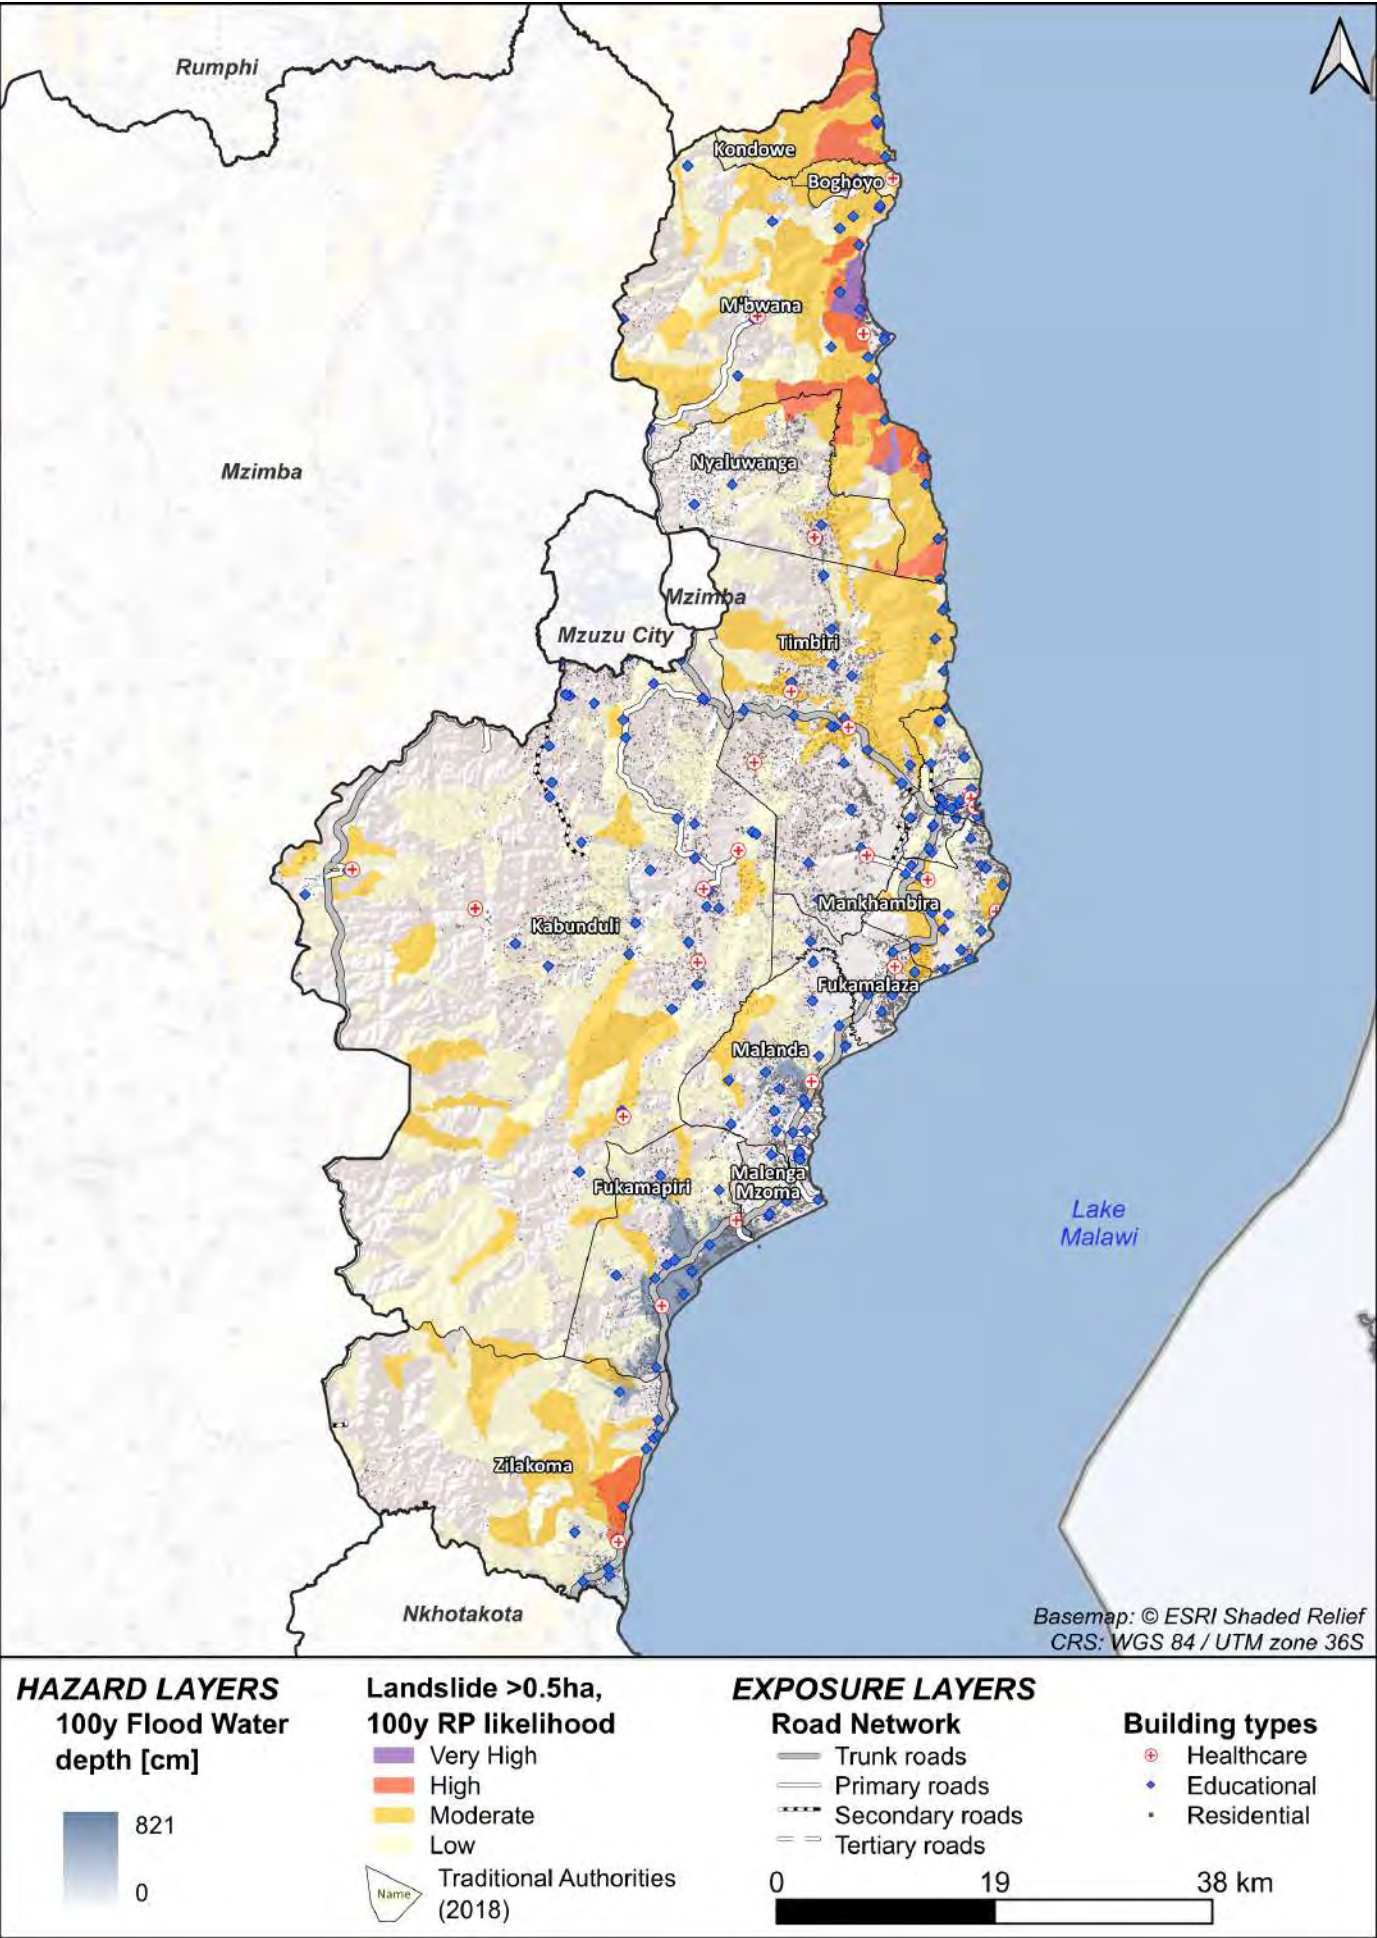 Rumphi
Kondowe
Boghoyo
M'bwana
Nyaluwanga
Mzimba
Mzimba
Mzuzu City
Timbiri
Kabunduli
Mankhambira
Fukamalaza
Malanda
Malenga
Mzoma
Fukamapiri
Lake
Malawi
Zilakoma
Nkhotakota
Basemap: © ESRI Shaded Relief
CRS: WGS 84 / UTM zone 36S
HAZARD LAYERS
100y Flood Water
depth [cm]
821
0
Landslide >0.5ha,
100y RP likelihood
Very High
High
Moderate
Low
Name
Traditional Authorities
(2018)
EXPOSURE LAYERS
Road Network
Trunk roads
Primary roads
Secondary roads
Tertiary roads
Building types
Healthcare
Educational
Residential
0 19 38 km